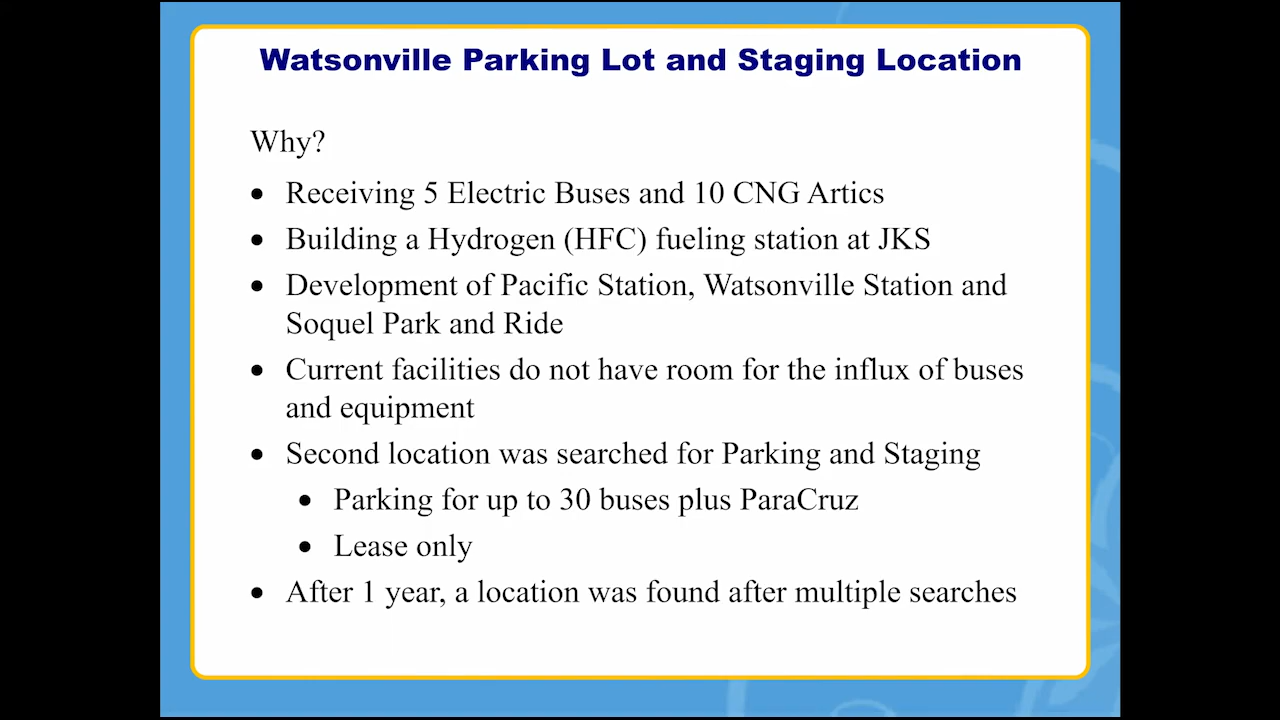 Watsonville Parking Lot and Staging Location
Why?
• Receiving 5 Electric Buses and 10 CNG Artics
• Building a Hydrogen (HFC) fueling station at JKS
• Development of Pacific Station, Watsonville Station and
Soquel Park and Ride
• Current facilities do not have room for the influx of buses
and equipment
• Second location was searched for Parking and Staging
• Parking for up to 30 buses plus ParaCruz
• Lease only
• After 1 year, a location was found after multiple searches